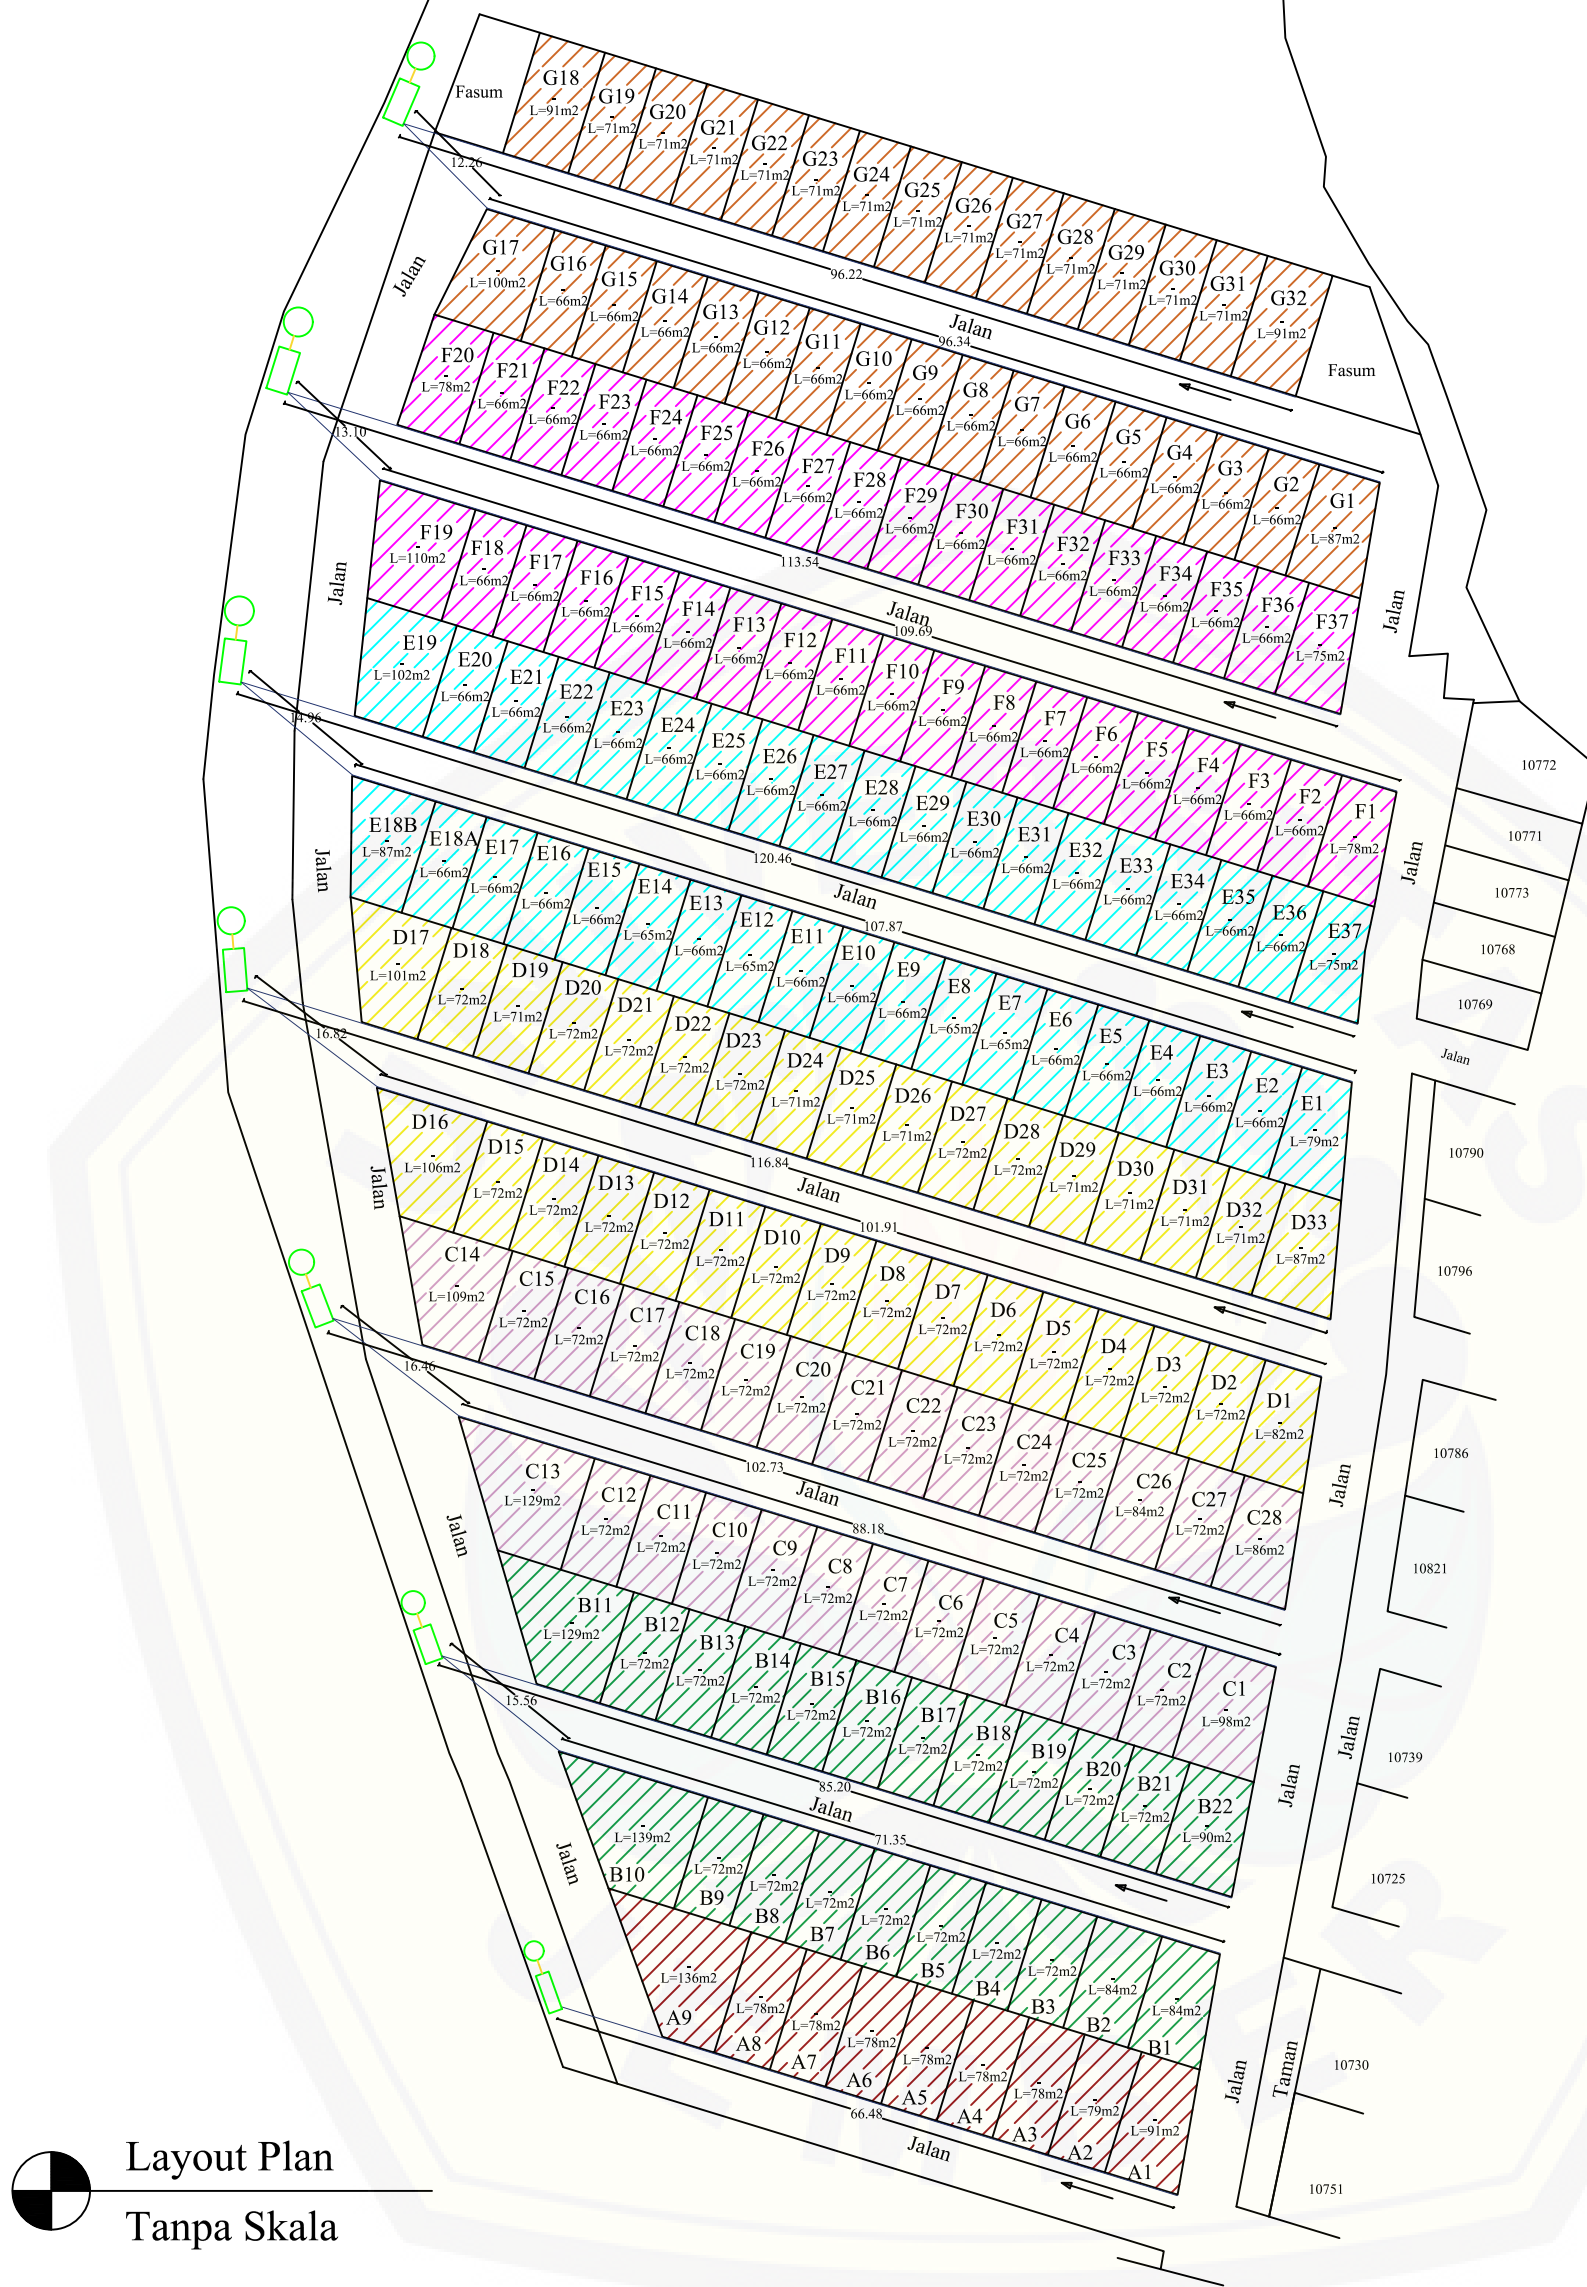 Fasum
G18
-
L=91m2
G19
-
L=71m2
G20
-
L=71m2
G21
-
L=71m2
G22
-
L=71m2
G23
-
L=71m2
G24
-
L=71m2
G25
-
L=71m2
G26
-
L=71m2
G27
-
L=71m2
G28
-
L=71m2
G29
-
L=71m2
G30
-
L=71m2
G31
-
L=71m2
G32
-
L=91m2
Fasum
12.26
96.22
Jalan
96.34
Jalan
G17
-
L=100m2
G16
-
L=66m2
G15
-
L=66m2
G14
-
L=66m2
G13
-
L=66m2
G12
-
L=66m2
G11
-
L=66m2
G10
-
L=66m2
G9
-
L=66m2
G8
-
L=66m2
G7
-
L=66m2
G6
-
L=66m2
G5
-
L=66m2
G4
-
L=66m2
G3
-
L=66m2
G2
-
L=66m2
G1
-
L=87m2
F20
-
L=78m2
F21
-
L=66m2
F22
-
L=66m2
F23
-
L=66m2
F24
-
L=66m2
F25
-
L=66m2
F26
-
L=66m2
F27
-
L=66m2
F28
-
L=66m2
F29
-
L=66m2
F30
-
L=66m2
F31
-
L=66m2
F32
-
L=66m2
F33
-
L=66m2
F34
-
L=66m2
F35
-
L=66m2
F36
-
L=66m2
F37
-
L=75m2
Jalan
13.10
113.54
Jalan
109.69
Jalan
F19
-
L=110m2
F18
-
L=66m2
F17
-
L=66m2
F16
-
L=66m2
F15
-
L=66m2
F14
-
L=66m2
F13
-
L=66m2
F12
-
L=66m2
F11
-
L=66m2
F10
-
L=66m2
F9
-
L=66m2
F8
-
L=66m2
F7
-
L=66m2
F6
-
L=66m2
F5
-
L=66m2
F4
-
L=66m2
F3
-
L=66m2
F2
-
L=66m2
F1
-
L=78m2
E19
-
L=102m2
E20
-
L=66m2
E21
-
L=66m2
E22
-
L=66m2
E23
-
L=66m2
E24
-
L=66m2
E25
-
L=66m2
E26
-
L=66m2
E27
-
L=66m2
E28
-
L=66m2
E29
-
L=66m2
E30
-
L=66m2
E31
-
L=66m2
E32
-
L=66m2
E33
-
L=66m2
E34
-
L=66m2
E35
-
L=66m2
E36
-
L=66m2
E37
-
L=75m2
Jalan
14.96
120.46
Jalan
107.87
Jalan
E18B
-
L=87m2
E18A
-
L=66m2
E17
-
L=66m2
E16
-
L=66m2
E15
-
L=66m2
E14
-
L=65m2
E13
-
L=66m2
E12
-
L=65m2
E11
-
L=66m2
E10
-
L=66m2
E9
-
L=66m2
E8
-
L=65m2
E7
-
L=65m2
E6
-
L=66m2
E5
-
L=66m2
E4
-
L=66m2
E3
-
L=66m2
E2
-
L=66m2
E1
-
L=79m2
D17
-
L=101m2
D18
-
L=72m2
D19
-
L=71m2
D20
-
L=72m2
D21
-
L=72m2
D22
-
L=72m2
D23
-
L=72m2
D24
-
L=71m2
D25
-
L=71m2
D26
-
L=71m2
D27
-
L=72m2
D28
-
L=72m2
D29
-
L=71m2
D30
-
L=71m2
D31
-
L=71m2
D32
-
L=71m2
D33
-
L=87m2
16.82
116.84
Jalan
101.91
Jalan
D16
-
L=106m2
D15
-
L=72m2
D14
-
L=72m2
D13
-
L=72m2
D12
-
L=72m2
D11
-
L=72m2
D10
-
L=72m2
D9
-
L=72m2
D8
-
L=72m2
D7
-
L=72m2
D6
-
L=72m2
D5
-
L=72m2
D4
-
L=72m2
D3
-
L=72m2
D2
-
L=72m2
D1
-
L=82m2
C14
-
L=109m2
C15
-
L=72m2
C16
-
L=72m2
C17
-
L=72m2
C18
-
L=72m2
C19
-
L=72m2
C20
-
L=72m2
C21
-
L=72m2
C22
-
L=72m2
C23
-
L=72m2
C24
-
L=72m2
C25
-
L=72m2
C26
-
L=84m2
C27
-
L=72m2
C28
-
L=86m2
Jalan
16.46
102.73
Jalan
88.18
Jalan
C13
-
L=129m2
C12
-
L=72m2
C11
-
L=72m2
C10
-
L=72m2
C9
-
L=72m2
C8
-
L=72m2
C7
-
L=72m2
C6
-
L=72m2
C5
-
L=72m2
C4
-
L=72m2
C3
-
L=72m2
C2
-
L=72m2
C1
-
L=98m2
B11
-
L=129m2
B12
-
L=72m2
B13
-
L=72m2
B14
-
L=72m2
B15
-
L=72m2
B16
-
L=72m2
B17
-
L=72m2
B18
-
L=72m2
B19
-
L=72m2
B20
-
L=72m2
B21
-
L=72m2
B22
-
L=90m2
Jalan
Jalan
15.56
85.20
Jalan
71.35
Jalan
-
L=139m2
B10
-
L=72m2
B9
-
L=72m2
B8
-
L=72m2
B7
-
L=72m2
B6
-
L=72m2
B5
-
L=72m2
B4
-
L=72m2
B3
-
L=84m2
B2
-
L=84m2
B1
-
L=136m2
A9
-
L=78m2
A8
-
L=78m2
A7
-
L=78m2
A6
-
L=78m2
A5
-
L=78m2
A4
-
L=78m2
A3
-
L=79m2
A2
-
L=91m2
A1
66.48
Jalan
Jalan
Taman
10772
10771
10773
10768
10769
Jalan
10790
10796
10786
10821
10739
10725
10730
10751
Layout Plan
Tanpa Skala